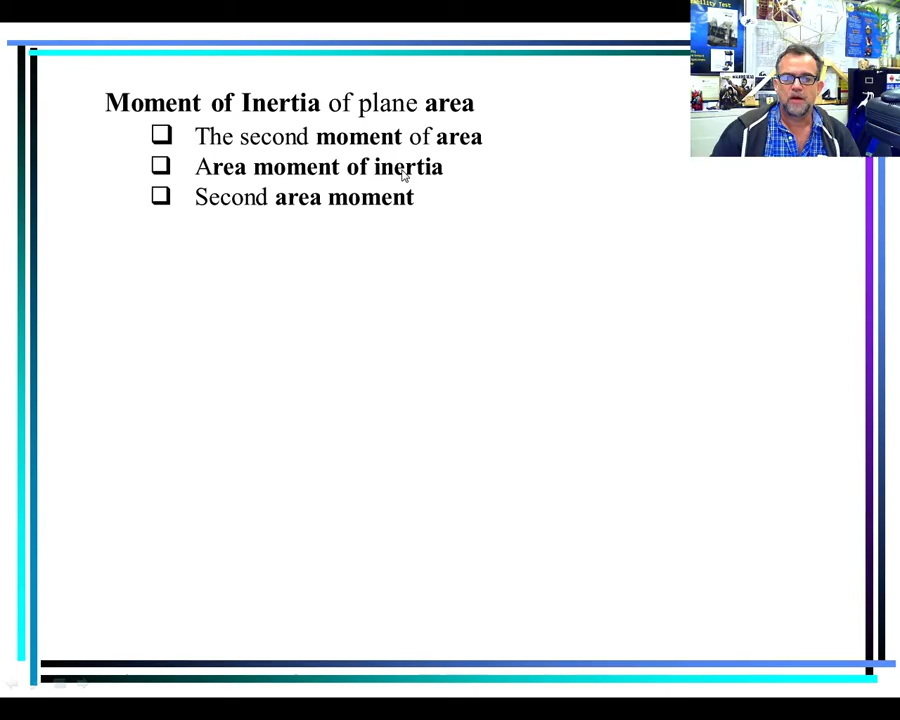 Moment of Inertia of plane area
The second moment of area
Area moment of inertia
Second area moment